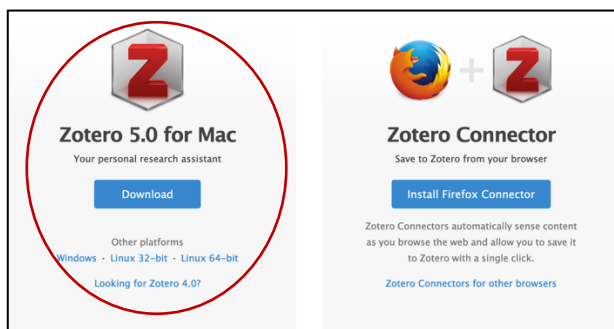 Z
Zotero 5.0 for Mac
Your personal research assistant
Download
Other platforms
Windows · Linux 32-bit · Linux 64-bit
Looking for Zotero 4.0?
+ Z
Zotero Connector
Save to Zotero from your browser
Install Firefox Connector
Zotero Connectors automatically sense content
as you browse the web and allow you to save it
to Zotero with a single click.
Zotero Connectors for other browsers